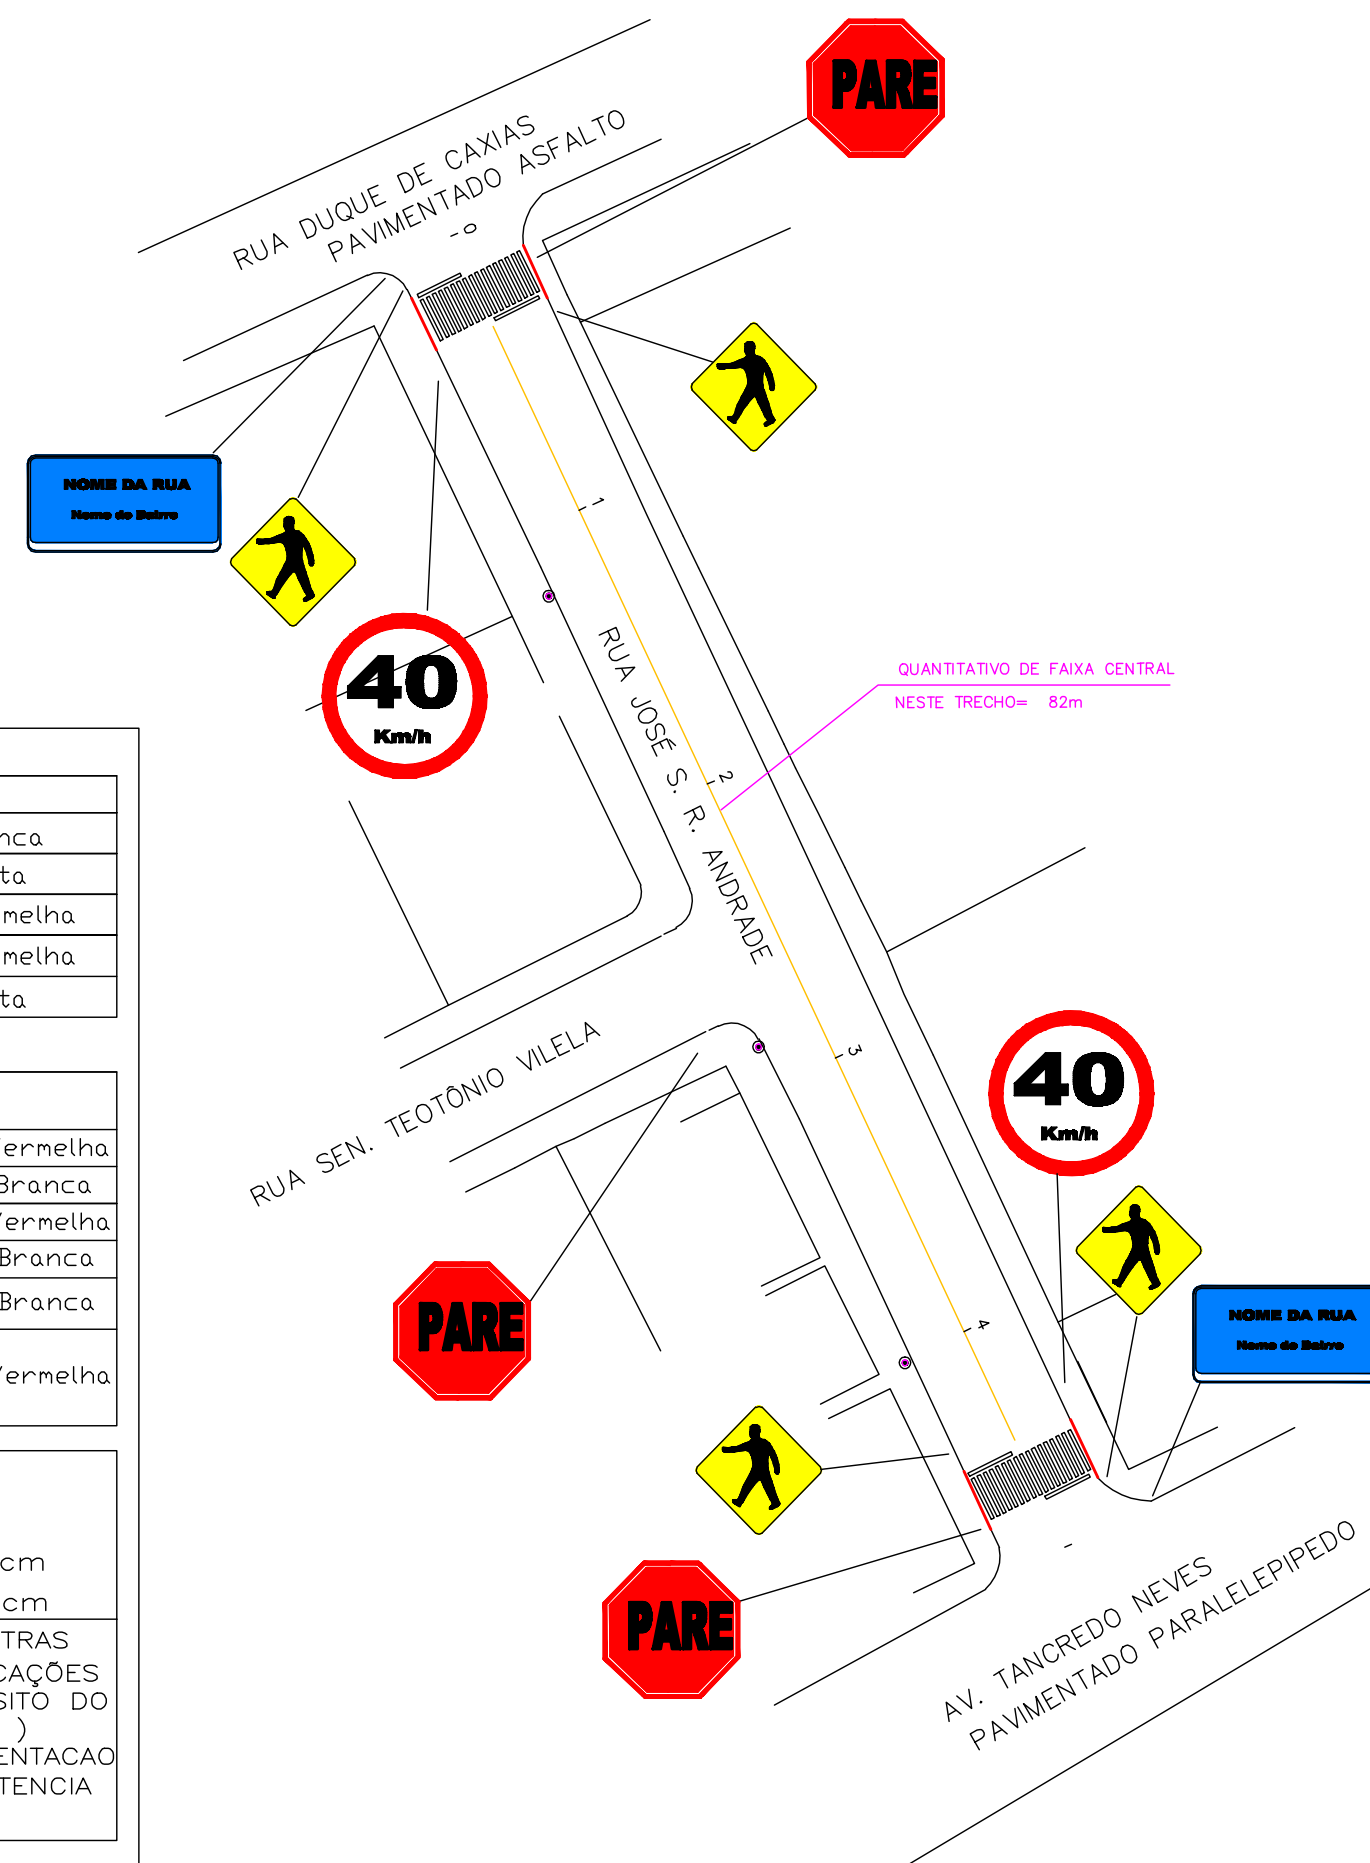 PARE
RUA DUQUE DE CAXIAS
PAVIMENTADO ASFALTO
0
NOME DA RUA
Nome do Bairro
1
40
Km/h
RUA JOSÉ S. R. ANDRADE
QUANTITATIVO DE FAIXA CENTRAL
NESTE TRECHO= 82m
2
nca
ta
melha
melha
ta
3
RUA SEN. TEOTÔNIO VILELA
40
Km/h
ermelha
Branca
Vermelha
Branca
Branca
Vermelha
PARE
4
NOME DA RUA
Nome do Bairro
PARE
cm
cm
TRAS
CAÇÕES
SITO DO
)
ENTACAO
TENCIA
AV. TANCREDO NEVES
PAVIMENTADO PARALELEPIPEDO